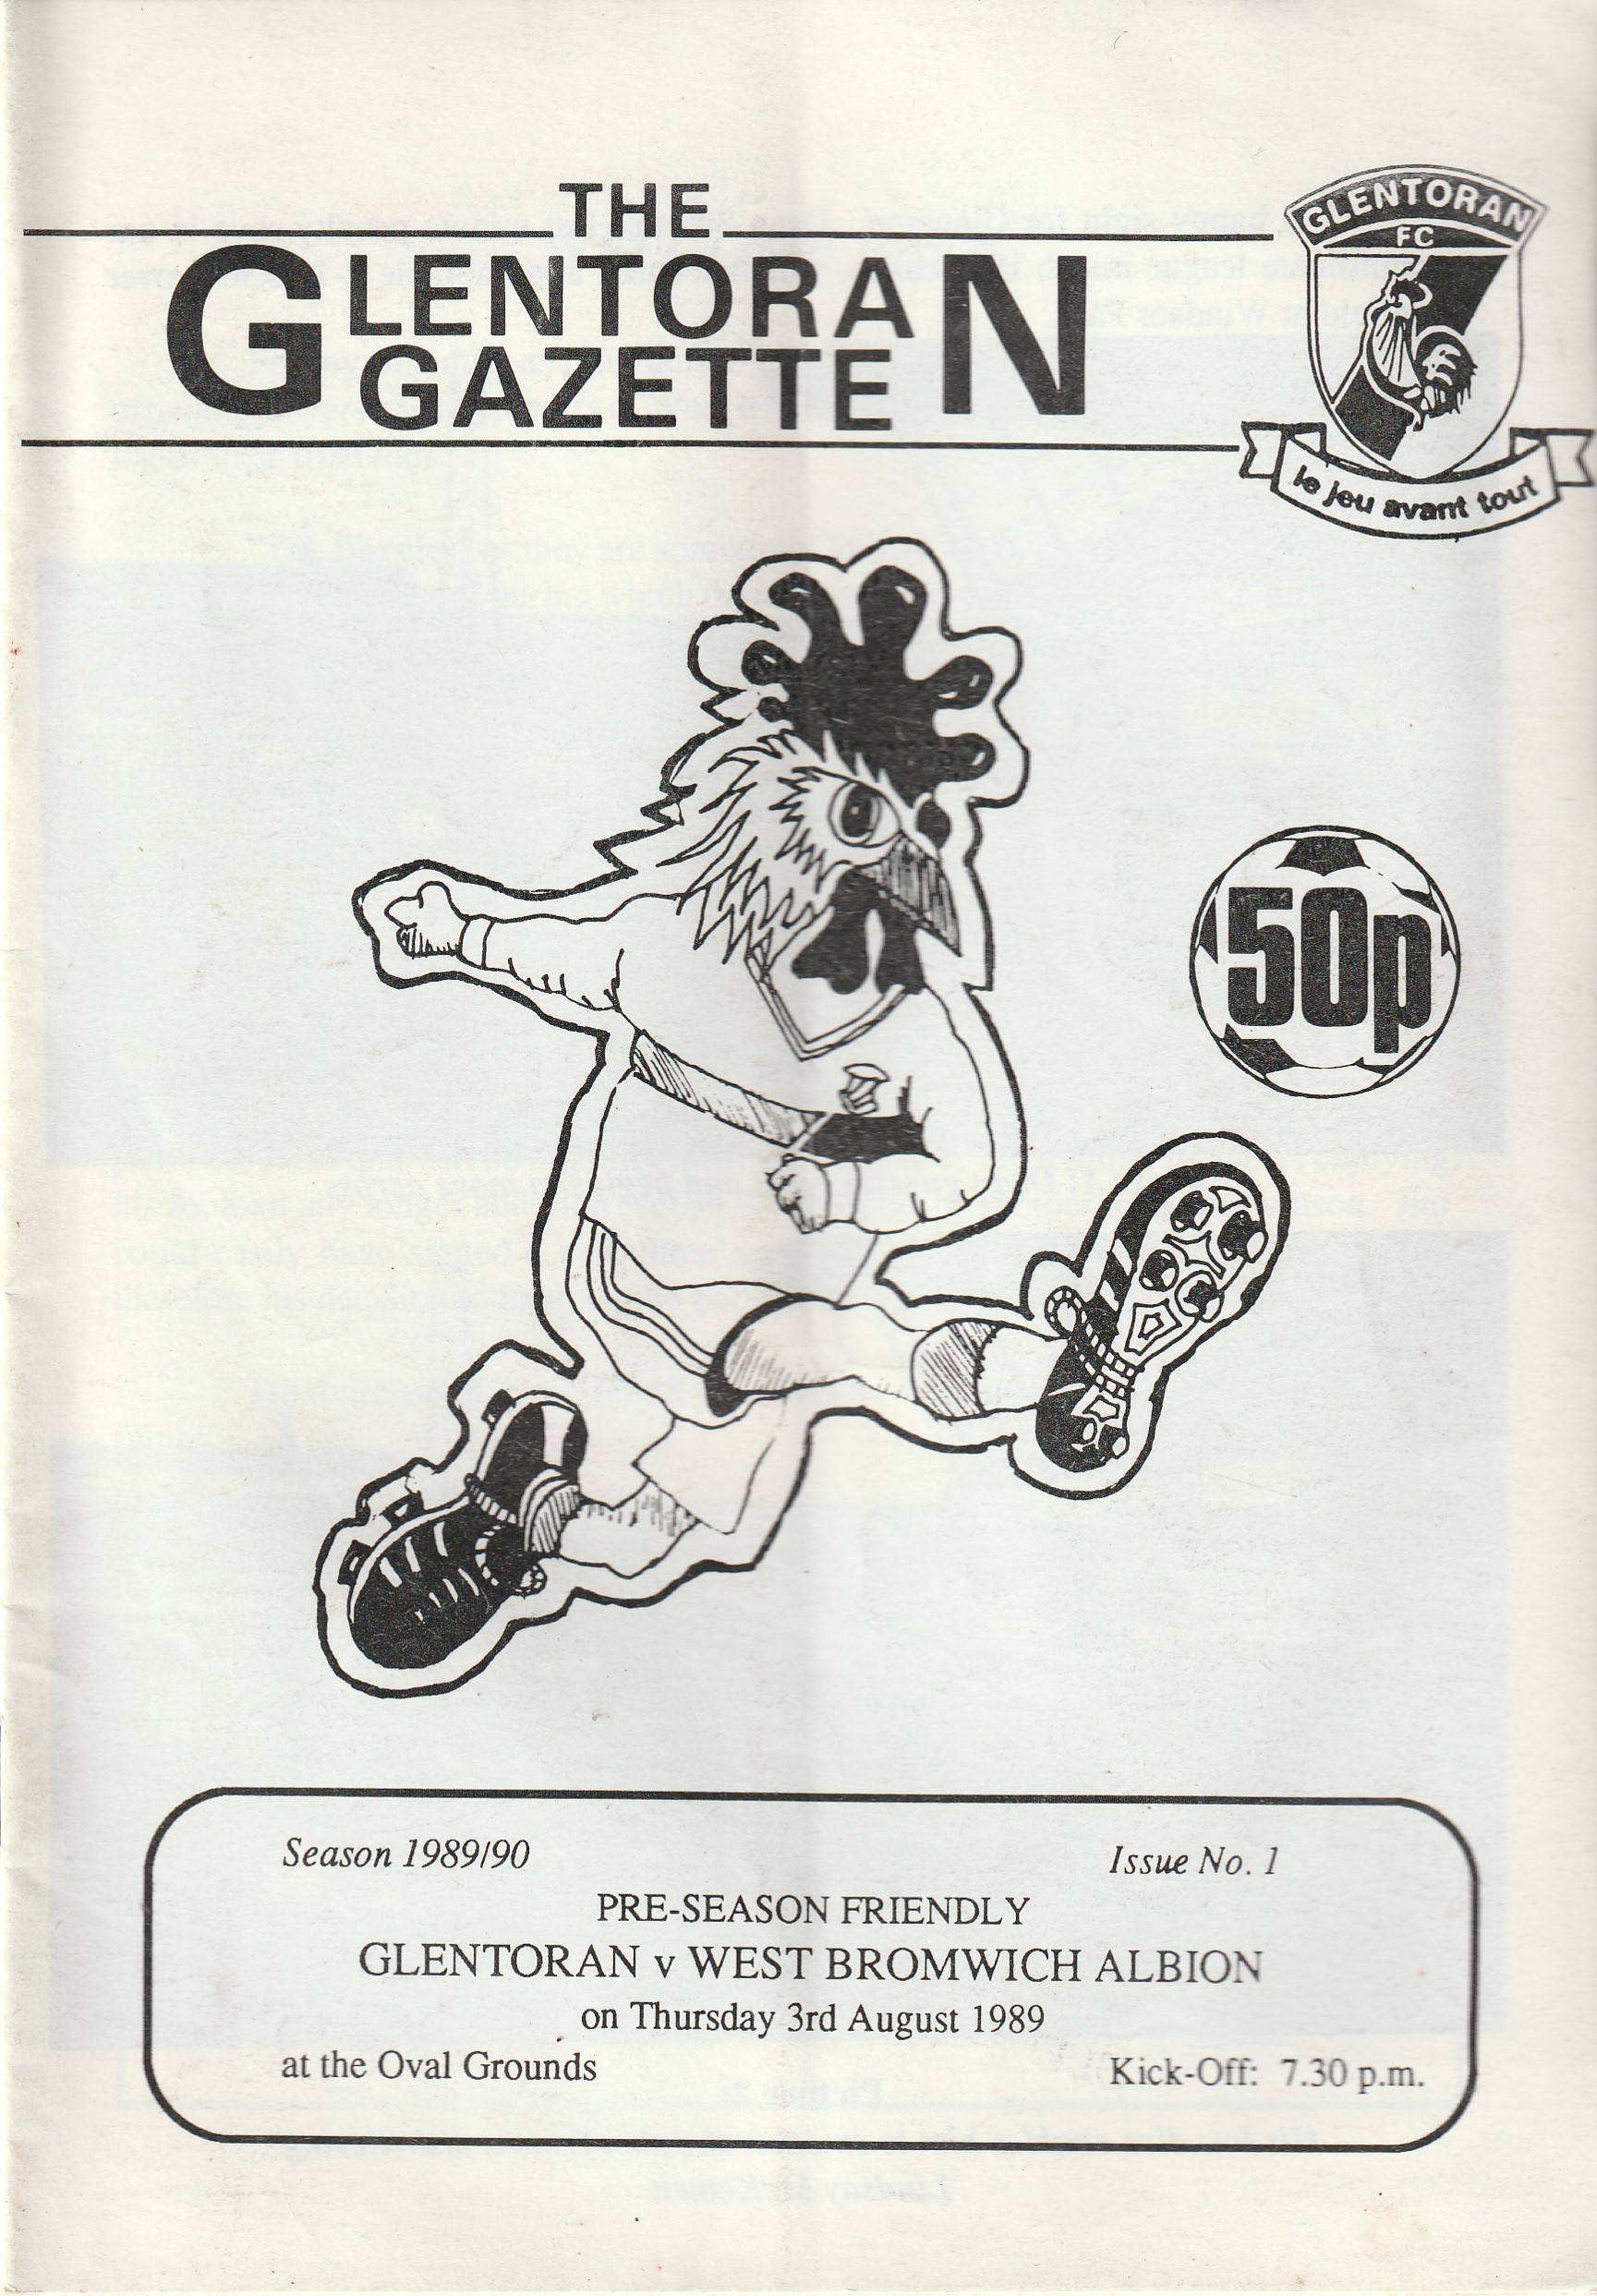 THE
GLENTORAN
GAZETTE
GLENTORAN
FC
le jeu avant tout
50p
Season 1989/90
Issue No. 1
PRE-SEASON FRIENDLY
GLENTORAN v WEST BROMWICH ALBION
on Thursday 3rd August 1989
at the Oval Grounds
Kick-Off: 7.30 p.m.